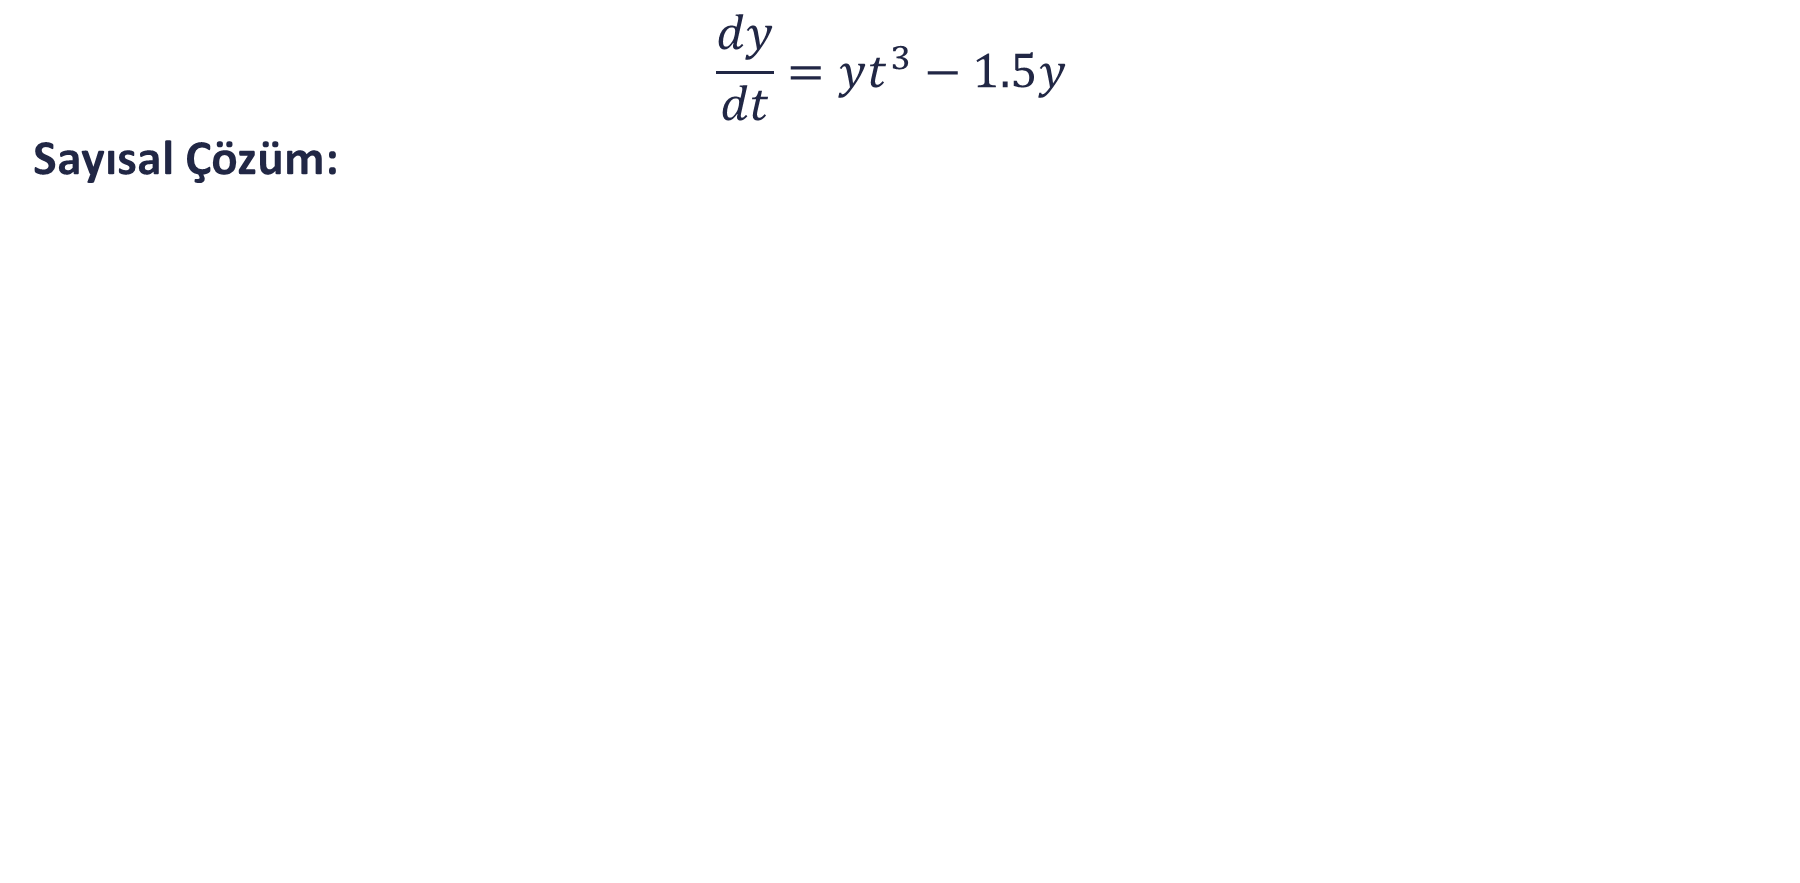 dy/dt = yt³ − 1.5y
Sayısal Çözüm: